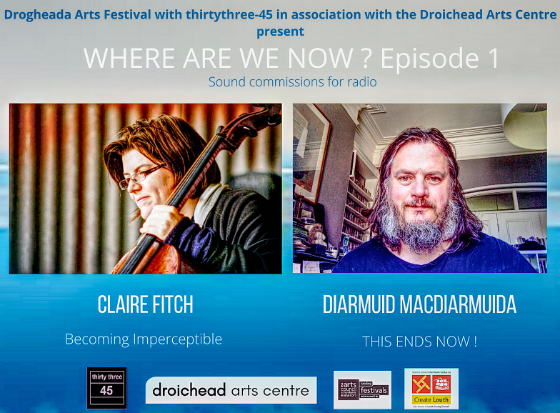 Drogheada Arts Festival with thirtythree-45 in association with the Droichead Arts Centre
present
WHERE ARE WE NOW ? Episode 1
Sound commissions for radio
CLAIRE FITCH
DIARMUID MACDIARMUIDA
Becoming Imperceptible
THIS ENDS NOW !
thirty three
45
droichead arts centre
festivals
Create Louth